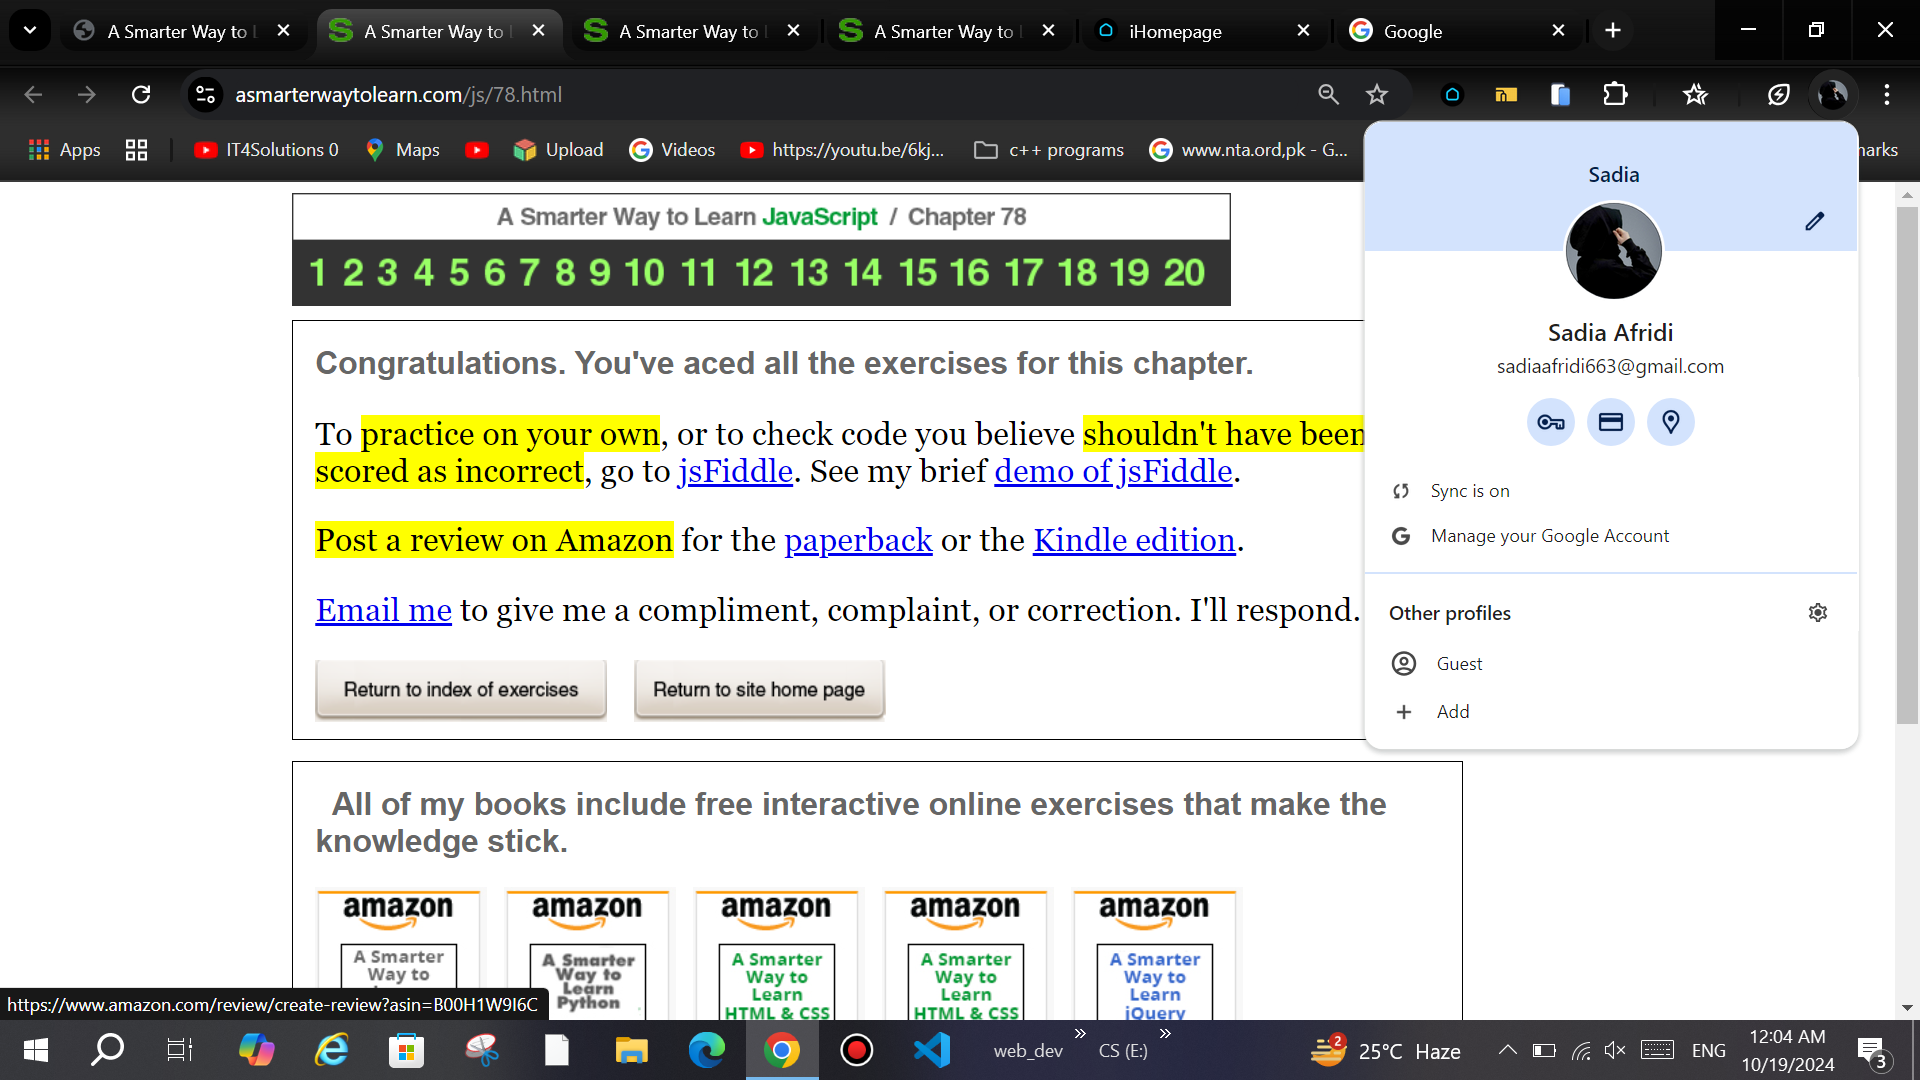 A Smarter Way to
A Smarter Way to
A Smarter Way to
A Smarter Way to
iHomepage
Google
asmarterwaytolearn.com/js/78.html
Apps
IT4Solutions 0
Maps
Upload
Videos
https://youtu.be/6kj...
c++ programs
www.nta.ord,pk - G...
A Smarter Way to Learn JavaScript / Chapter 78
1 2 3 4 5 6 7 8 9 10 11 12 13 14 15 16 17 18 19 20
Congratulations. You've aced all the exercises for this chapter.
To practice on your own, or to check code you believe shouldn't have been
scored as incorrect, go to jsFiddle. See my brief demo of jsFiddle.
Post a review on Amazon for the paperback or the Kindle edition.
Email me to give me a compliment, complaint, or correction. I'll respond.
Return to index of exercises
Return to site home page
Sadia
Sadia Afridi
sadiaafridi663@gmail.com
Sync is on
Manage your Google Account
Other profiles
Guest
Add
All of my books include free interactive online exercises that make the
knowledge stick.
amazon
A Smarter
Way to
amazon
A Smarter
Way to
Learn
Python
amazon
A Smarter
Way to
Learn
HTML & CSS
amazon
A Smarter
Way to
Learn
HTML & CSS
amazon
A Smarter
Way to
Learn
jQuery
https://www.amazon.com/review/create-review?asin=B00H1W9I6C
web_dev
CS (E:)
2
25°C Haze
ENG
12:04 AM
10/19/2024
3